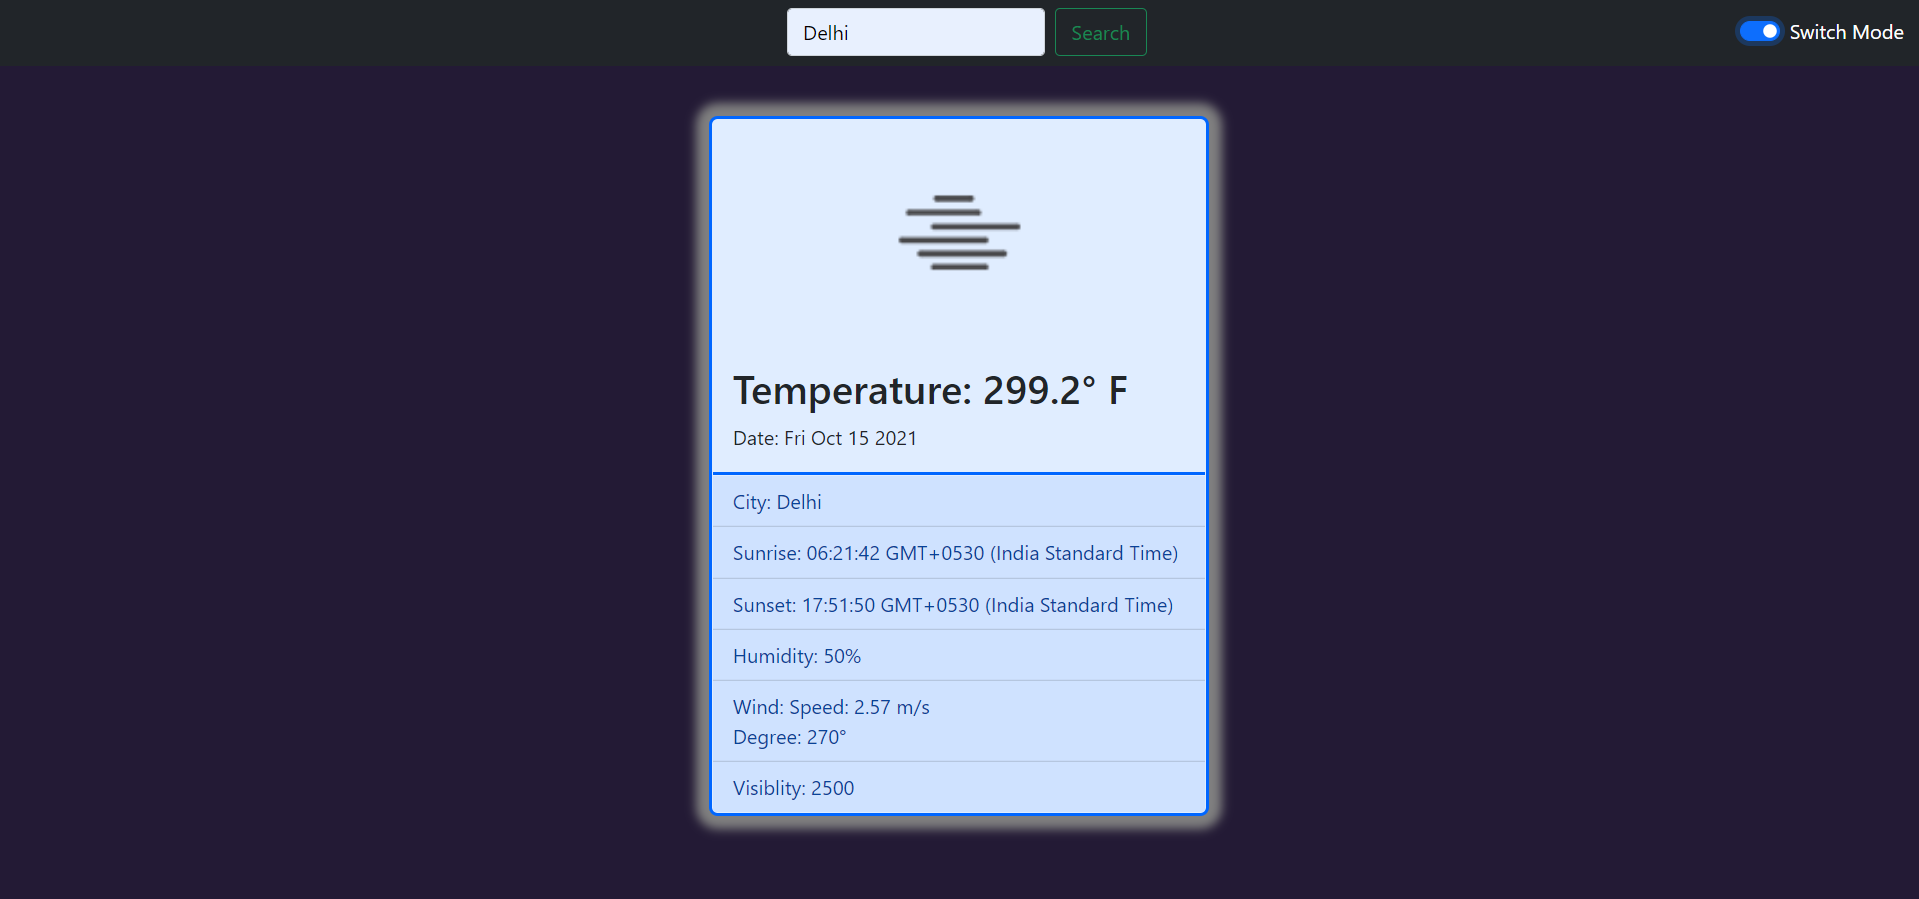 Delhi
Search
Switch Mode
Temperature: 299.2° F
Date: Fri Oct 15 2021
City: Delhi
Sunrise: 06:21:42 GMT+0530 (India Standard Time)
Sunset: 17:51:50 GMT+0530 (India Standard Time)
Humidity: 50%
Wind: Speed: 2.57 m/s
Degree: 270°
Visiblity: 2500